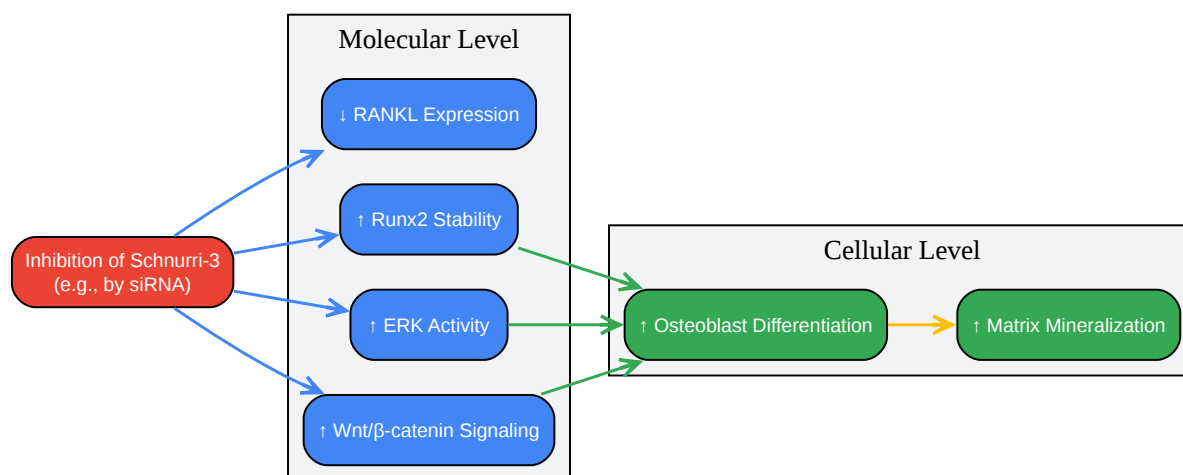 Molecular Level
↓ RANKL Expression
↑ Runx2 Stability
Inhibition of Schnurri-3
(e.g., by siRNA)
↑ ERK Activity
↑ Wnt/β-catenin Signaling
Cellular Level
↑ Osteoblast Differentiation
↑ Matrix Mineralization